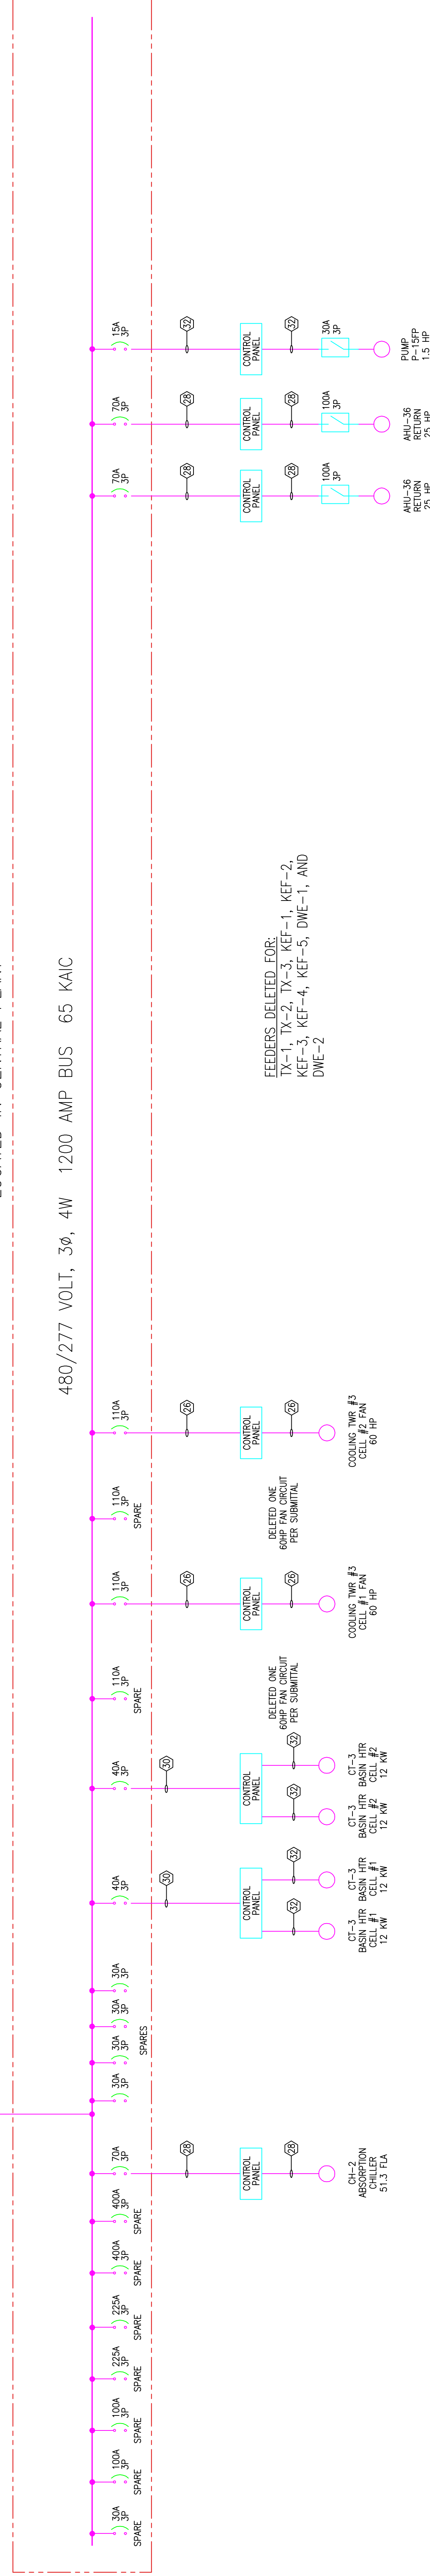 480/277 VOLT, 3ø, 4W 1200 AMP BUS 65 KAIC
30A
3P
SPARE
100A
3P
SPARE
100A
3P
SPARE
225A
3P
SPARE
225A
3P
SPARE
400A
3P
SPARE
400A
3P
SPARE
70A
3P
28
CONTROL
PANEL
28
CH-2
ABSORPTION
CHILLER
51.3 FLA
30A
3P
30A
3P
30A
3P
30A
3P
SPARES
40A
3P
30
CONTROL
PANEL
32
32
CT-3
BASIN HTR
CELL #1
12 KW
CT-3
BASIN HTR
CELL #1
12 KW
40A
3P
30
CONTROL
PANEL
32
32
CT-3
BASIN HTR
CELL #2
12 KW
CT-3
BASIN HTR
CELL #2
12 KW
110A
3P
SPARE
DELETED ONE
60HP FAN CIRCUIT
PER SUBMITTAL
110A
3P
26
CONTROL
PANEL
26
COOLING TWR #3
CELL #1 FAN
60 HP
110A
3P
SPARE
DELETED ONE
60HP FAN CIRCUIT
PER SUBMITTAL
110A
3P
26
CONTROL
PANEL
26
COOLING TWR #3
CELL #2 FAN
60 HP
FEEDERS DELETED FOR:
TX-1, TX-2, TX-3, KEF-1, KEF-2,
KEF-3, KEF-4, KEF-5, DWE-1, AND
DWE-2
70A
3P
28
CONTROL
PANEL
28
100A
3P
AHU-36
RETURN
25 HP
70A
3P
28
CONTROL
PANEL
28
100A
3P
AHU-36
RETURN
25 HP
15A
3P
32
CONTROL
PANEL
32
30A
3P
PUMP
P-15FP
1.5 HP